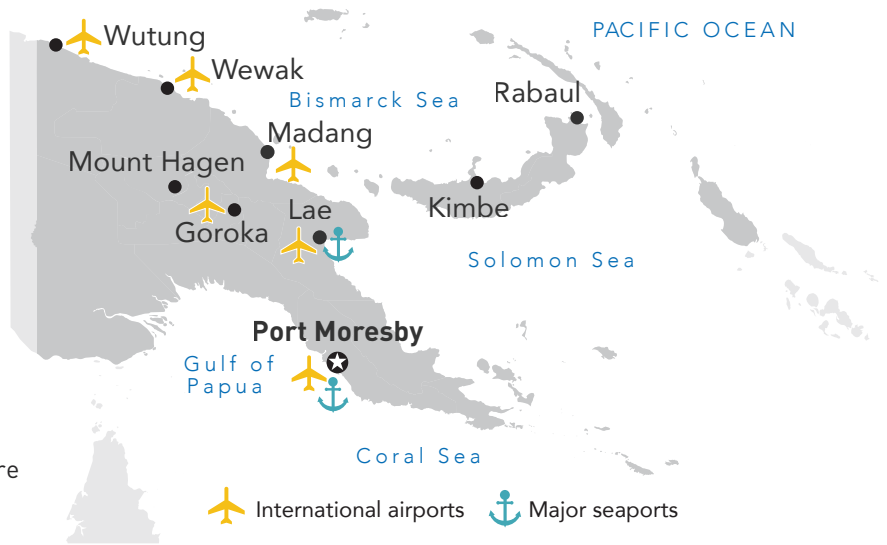 PACIFIC OCEAN
Wutung
Wewak
Bismarck Sea
Rabaul
Madang
Mount Hagen
Lae
Kimbe
Goroka
Solomon Sea
Port Moresby
Gulf of
Papua
Coral Sea
re
International airports
Major seaports